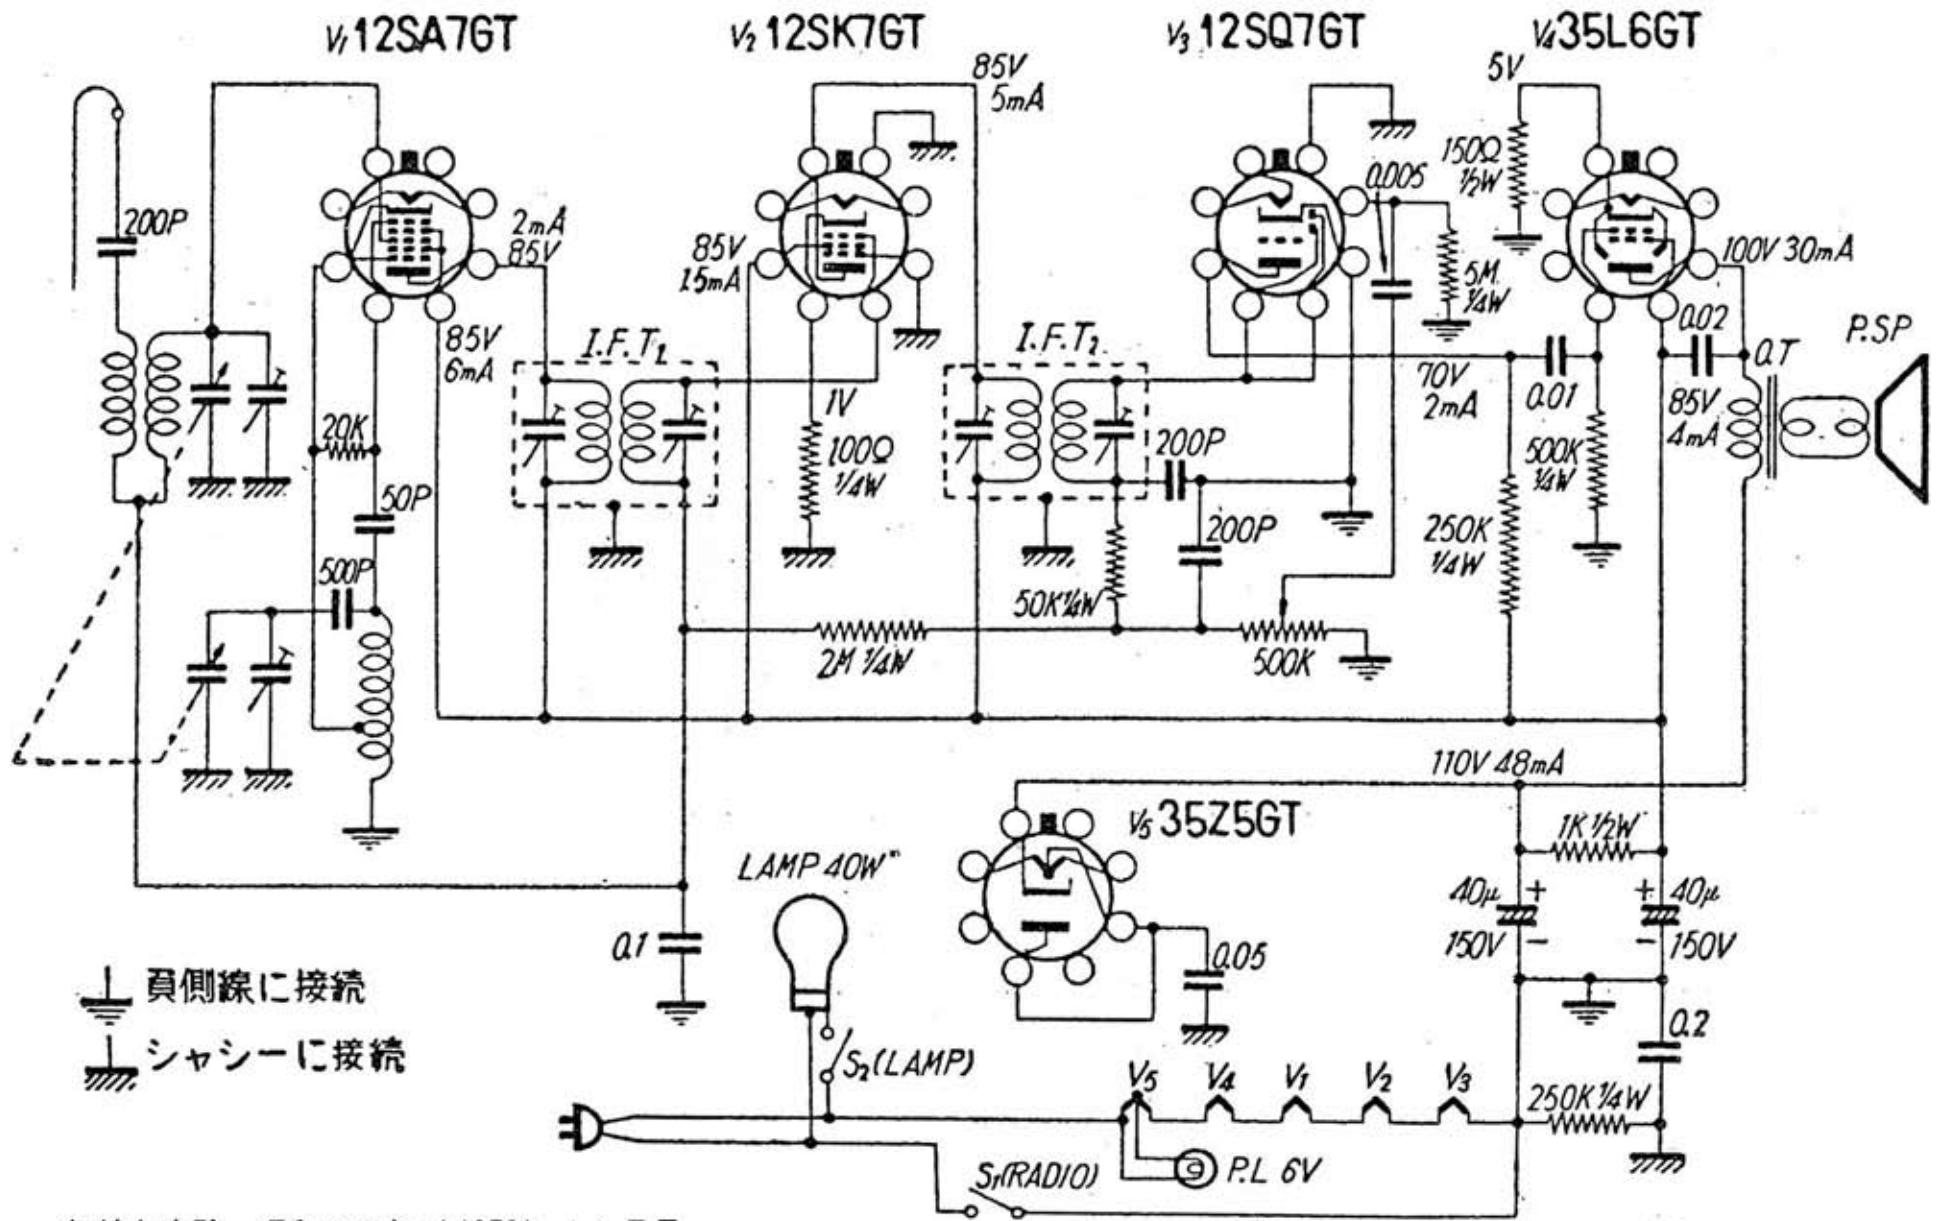 V1 12SA7GT
V2 12SK7GT
V3 12SQ7GT
V4 35L6GT
200P
2mA
85V
85V
6mA
20K
50P
500P
I.F.T1
85V
15mA
85V
5mA
1V
100Ω
1/4W
I.F.T2
200P
200P
50K 1/4W
2M 1/4W
500K
0.005
5M
1/4W
5V
150Ω
1/2W
100V 30mA
70V
2mA
0.01
0.02
85V
4mA
500K
1/4W
250K
1/4W
O.T
P.SP
110V 48mA
1K 1/2W
40μ
150V
+
-
+
-
40μ
150V
0.2
250K 1/4W
V5 35Z5GT
0.05
LAMP 40W
S2(LAMP)
0.1
負側線に接続
シャシーに接続
V5
V4
V1
V2
V3
P.L 6V
S1(RADIO)